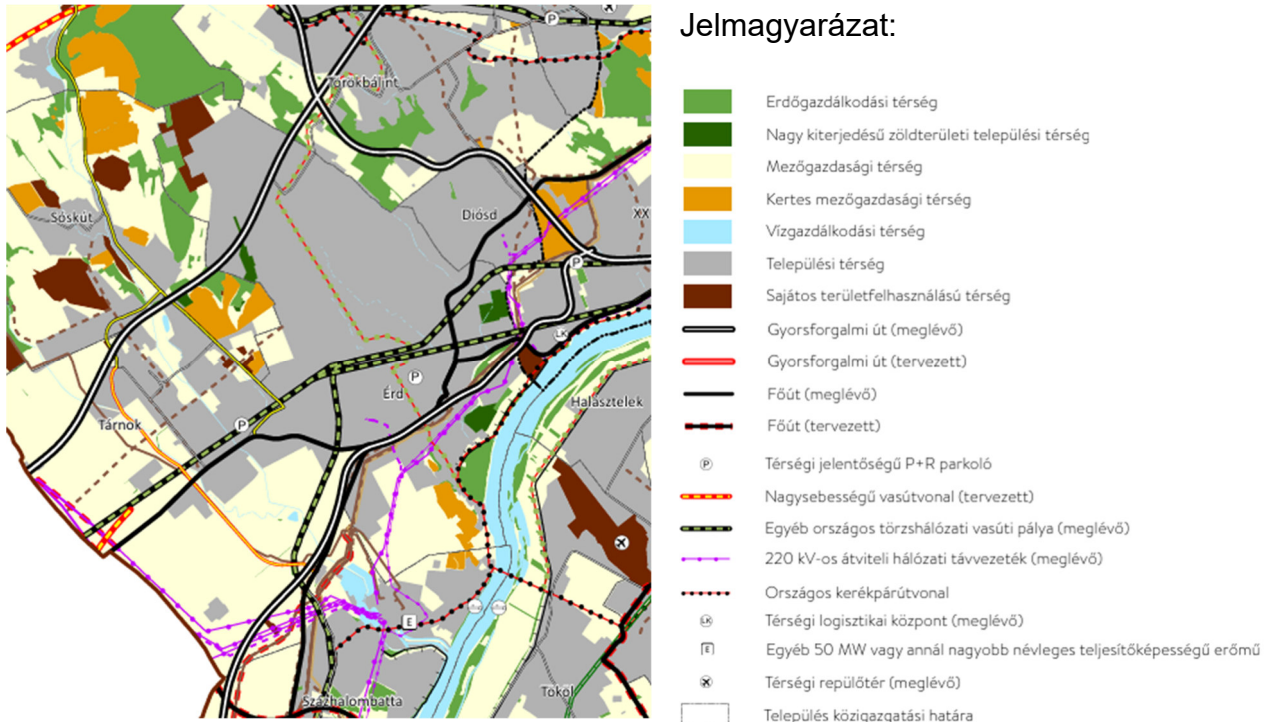 Jelmagyarázat:
P
Törökbálint
Sóskút
Diósd
XX
P
LK
P
Érd
Halásztelek
Tárnok
P
E
Százhalombatta
Tököl
Erdőgazdálkodási térség
Nagy kiterjedésű zöldterületi települési térség
Mezőgazdasági térség
Kertes mezőgazdasági térség
Vízgazdálkodási térség
Települési térség
Sajátos területfelhasználású térség
Gyorsforgalmi út (meglévő)
Gyorsforgalmi út (tervezett)
Főút (meglévő)
Főút (tervezett)
P Térségi jelentőségű P+R parkoló
Nagysebességű vasútvonal (tervezett)
Egyéb országos törzshálózati vasúti pálya (meglévő)
220 kV-os átviteli hálózati távvezeték (meglévő)
Országos kerékpárútvonal
LK Térségi logisztikai központ (meglévő)
E Egyéb 50 MW vagy annál nagyobb névleges teljesítőképességű erőmű
Térségi repülőtér (meglévő)
Település közigazgatási határa